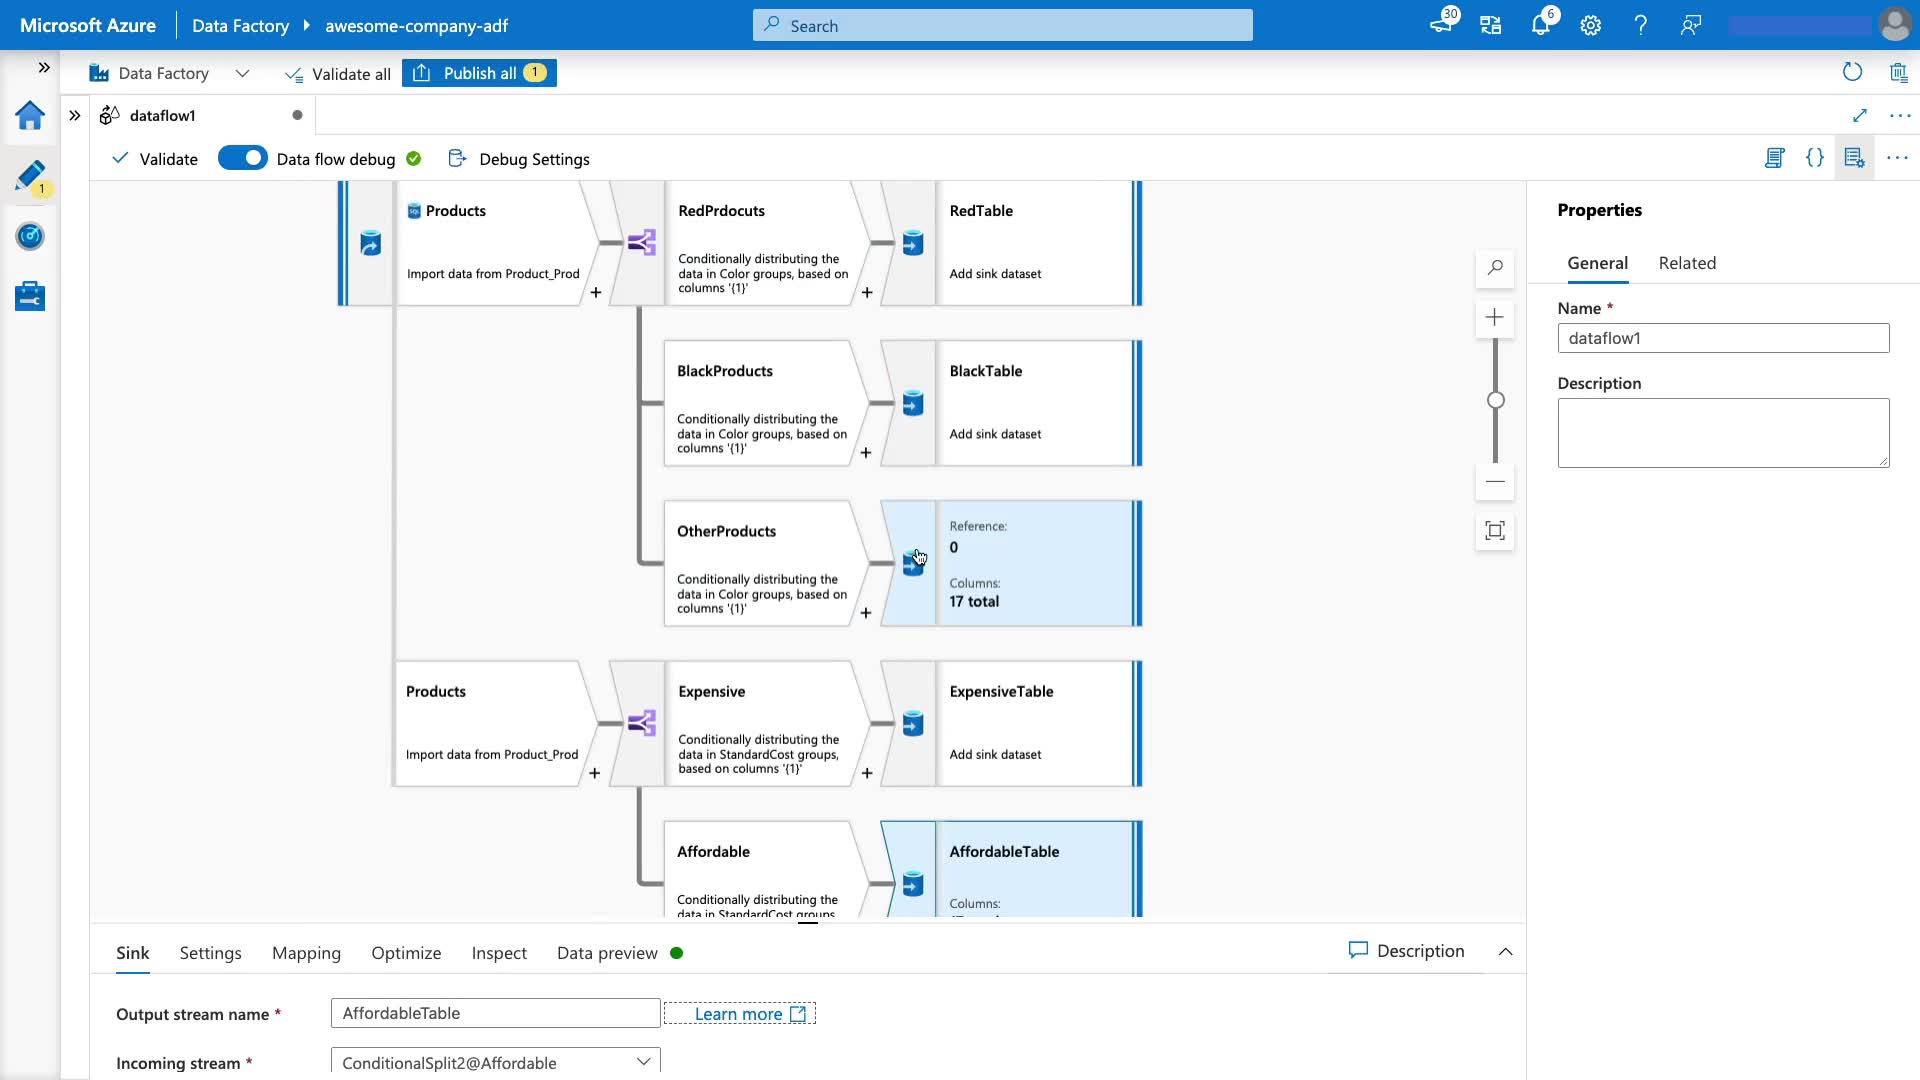 Microsoft Azure
Data Factory
awesome-company-adf
Search
30
6
Data Factory
Validate all
Publish all
1
dataflow1
Validate
Data flow debug
Debug Settings
1
Products
Import data from Product_Prod
+
RedPrdocuts
Conditionally distributing the
data in Color groups, based on
columns '{1}'
+
RedTable
Add sink dataset
BlackProducts
Conditionally distributing the
data in Color groups, based on
columns '{1}'
+
BlackTable
Add sink dataset
OtherProducts
Conditionally distributing the
data in Color groups, based on
columns '{1}'
+
Reference:
0
Columns:
17 total
Products
Import data from Product_Prod
+
Expensive
Conditionally distributing the
data in StandardCost groups,
based on columns '{1}'
+
ExpensiveTable
Add sink dataset
Affordable
Conditionally distributing the
data in StandardCost groups
AffordableTable
Columns:
Properties
General
Related
Name *
dataflow1
Description
Sink
Settings
Mapping
Optimize
Inspect
Data preview
Description
Output stream name *
AffordableTable
Learn more
Incoming stream *
ConditionalSplit2@Affordable